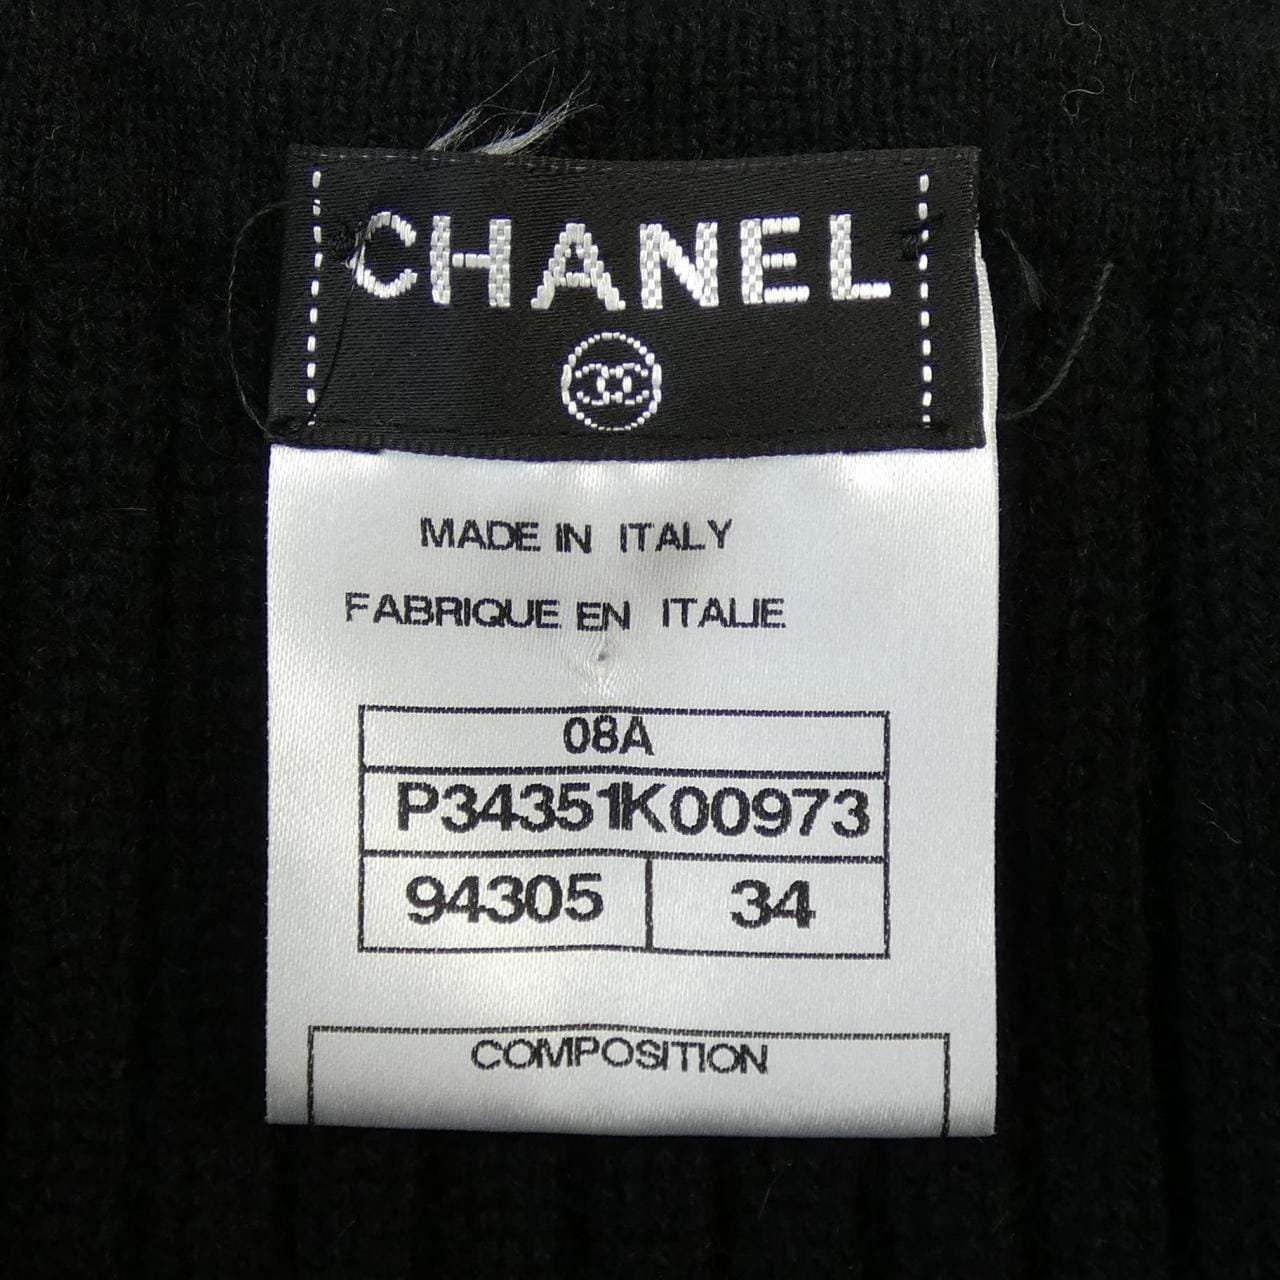 CHANEL
MADE IN ITALY
FABRIQUE EN ITALIE
08A
P34351K00973
94305 34
COMPOSITION